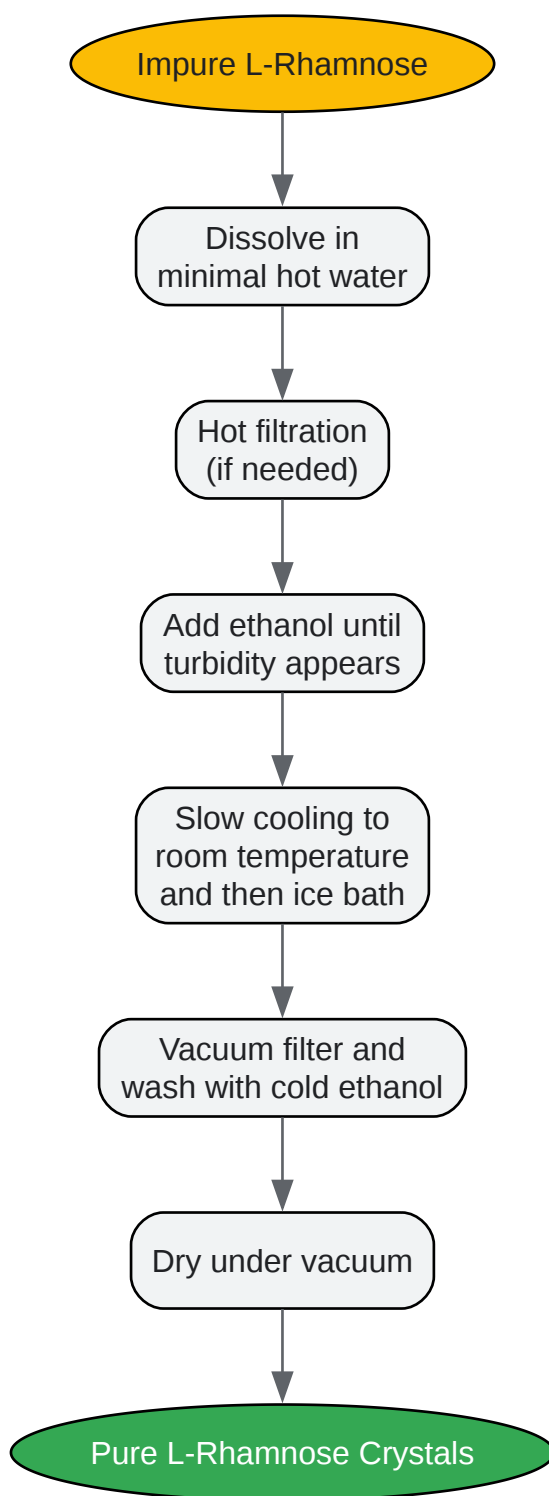 Impure L-Rhamnose
Dissolve in
minimal hot water
Hot filtration
(if needed)
Add ethanol until
turbidity appears
Slow cooling to
room temperature
and then ice bath
Vacuum filter and
wash with cold ethanol
Dry under vacuum
Pure L-Rhamnose Crystals